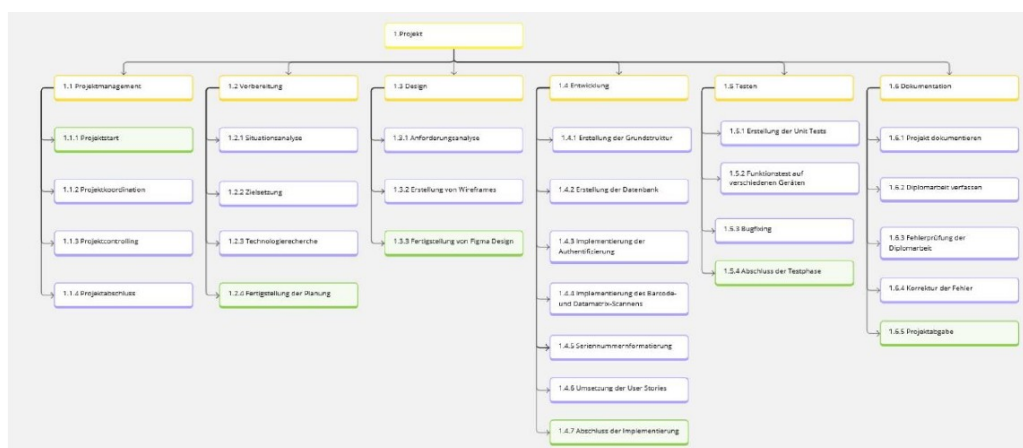 1 Projekt
1.1 Projektmanagement
1.1.1 Projektstart
1.1.2 Projektkoordination
1.1.3 Projektcontrolling
1.1.4 Projektabschluss
1.2 Vorbereitung
1.2.1 Situationsanalyse
1.2.2 Zielsetzung
1.2.3 Technologierecherche
1.2.4 Fertigstellung der Planung
1.3 Design
1.3.1 Anforderungsanalyse
1.3.2 Erstellung von Wireframes
1.3.3 Fertigstellung von Figma Design
1.4 Entwicklung
1.4.1 Erstellung der Grundstruktur
1.4.2 Erstellung der Datenbank
1.4.3 Implementierung der
Authentifizierung
1.4.4 Implementierung des Barcode-
und Datamatrix-Scannens
1.4.5 Seriennummernformatierung
1.4.6 Umsetzung der User Stories
1.4.7 Abschluss der Implementierung
1.5 Testen
1.5.1 Erstellung der Unit Tests
1.5.2 Funktionstest auf
verschiedenen Geräten
1.5.3 Bugfixing
1.5.4 Abschluss der Testphase
1.6 Dokumentation
1.6.1 Projekt dokumentieren
1.6.2 Diplomarbeit verfassen
1.6.3 Fehlerprüfung der
Diplomarbeit
1.6.4 Korrektur der Fehler
1.6.5 Projektabgabe